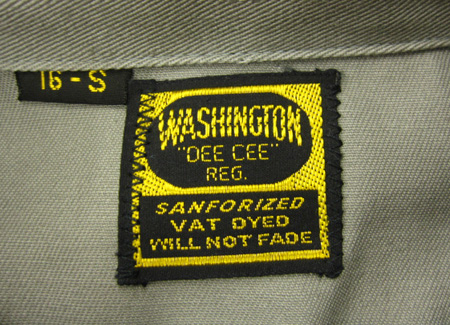 16 - S
WASHINGTON
"DEE CEE"
REG.
SANFORIZED
VAT DYED
WILL NOT FADE